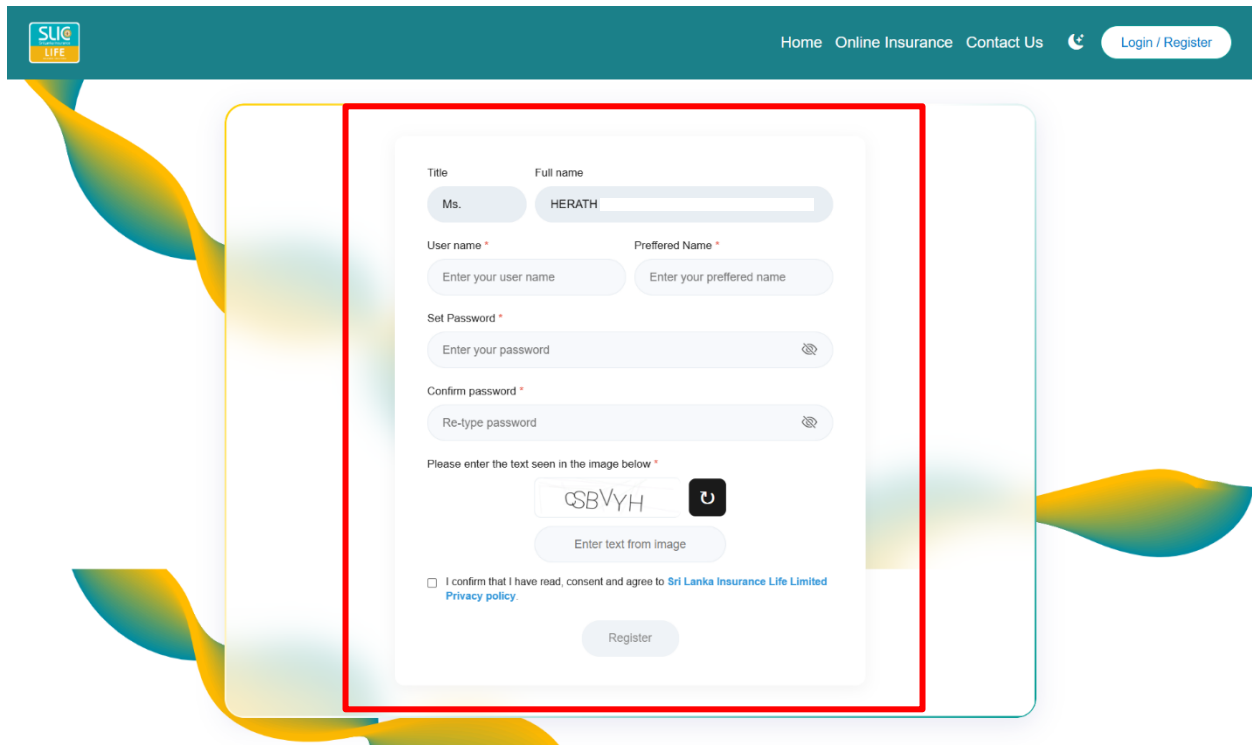 SLIC
LIFE
Home Online Insurance Contact Us Login / Register
Title Full name
Ms. HERATH
User name * Preffered Name *
Enter your user name Enter your preffered name
Set Password *
Enter your password
Confirm password *
Re-type password
Please enter the text seen in the image below *
Enter text from image
I confirm that I have read, consent and agree to Sri Lanka Insurance Life Limited
Privacy policy.
Register